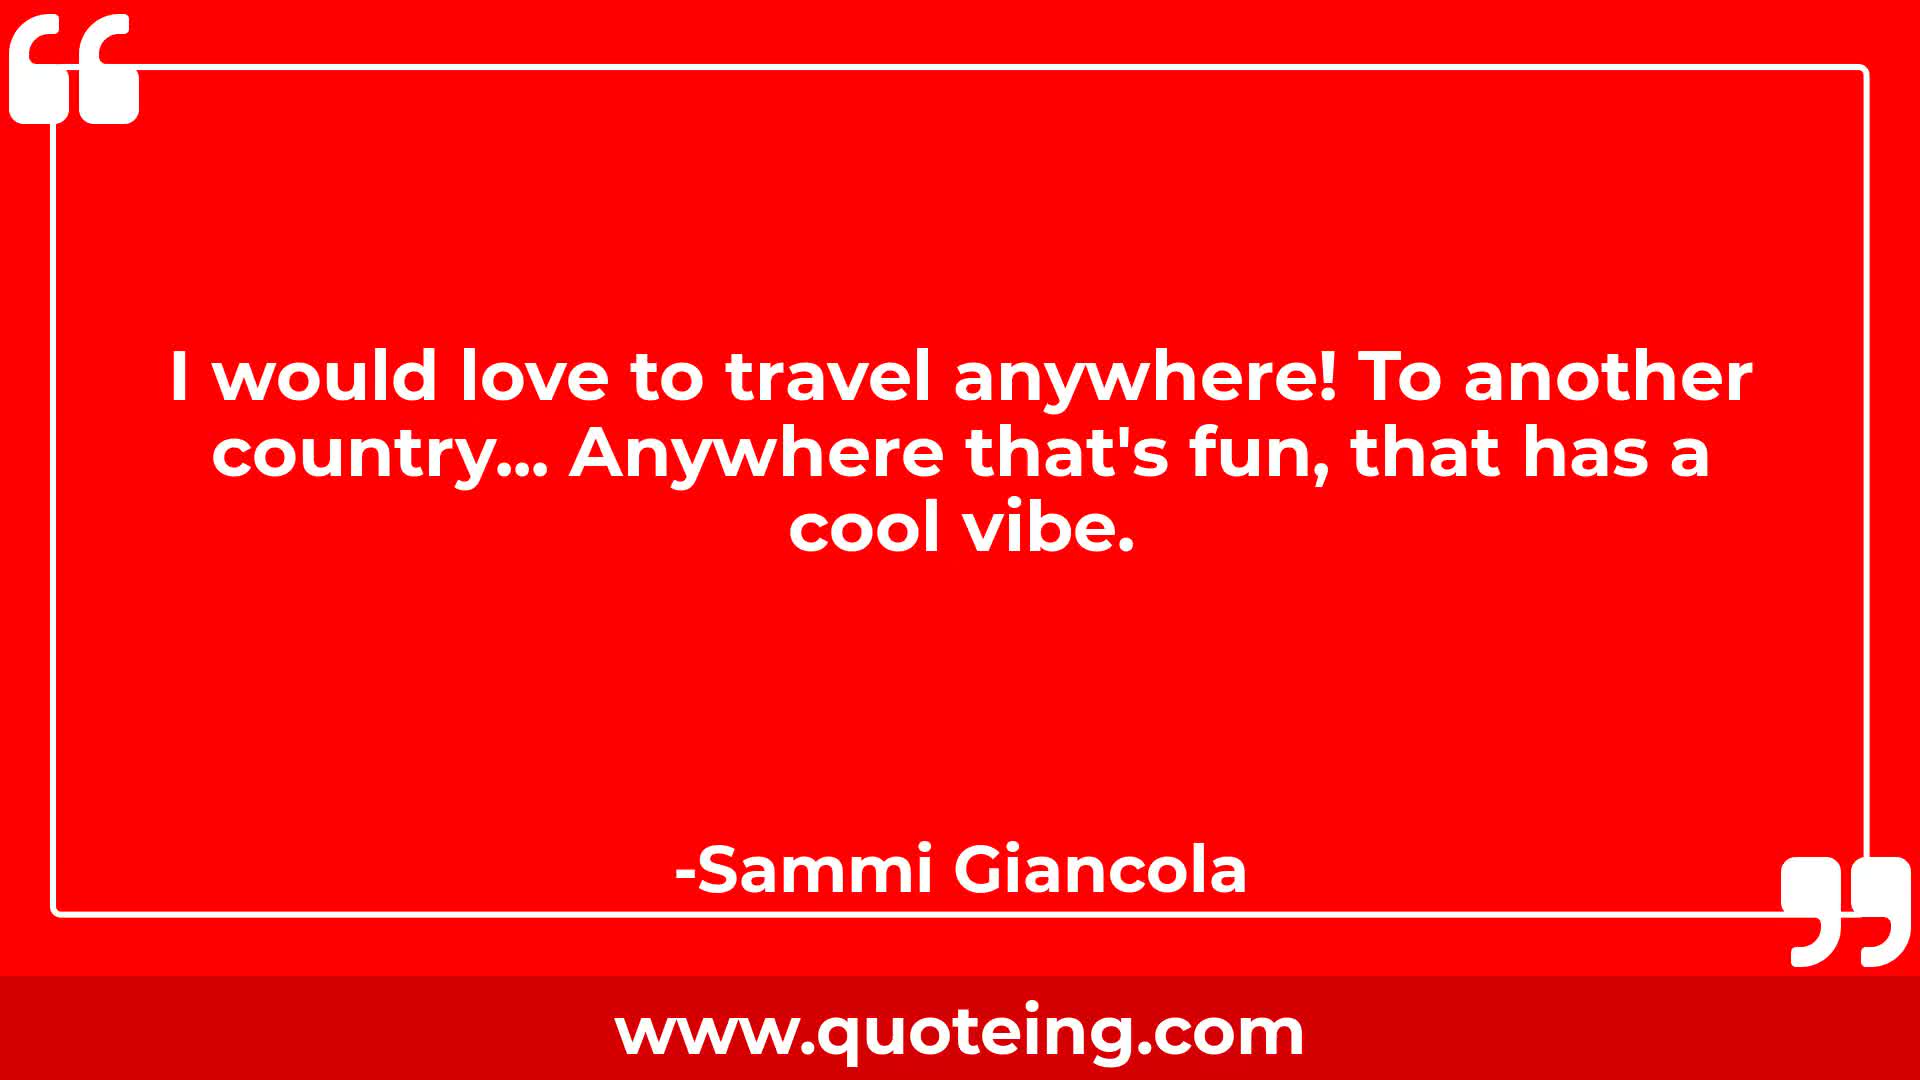 I would love to travel anywhere! To another
country... Anywhere that's fun, that has a
cool vibe.
-Sammi Giancola
www.quoteing.com